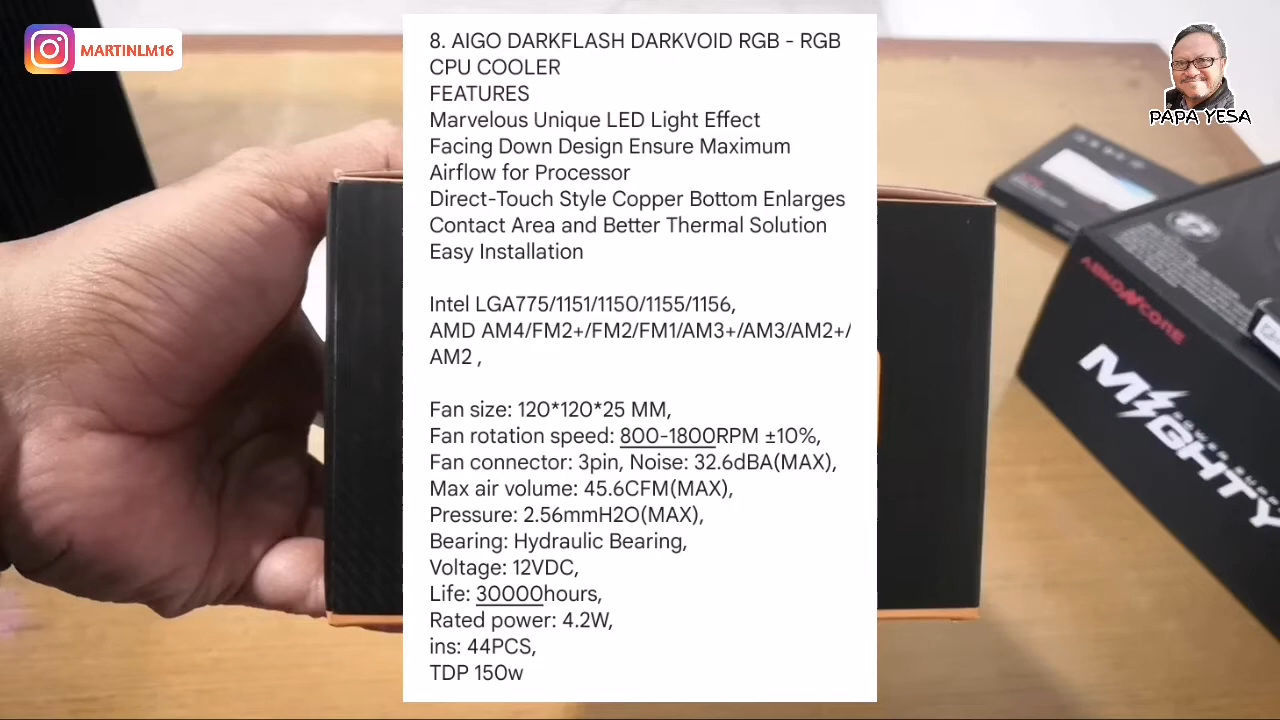 MARTINLM16
8. AIGO DARKFLASH DARKVOID RGB - RGB
CPU COOLER
FEATURES
Marvelous Unique LED Light Effect
Facing Down Design Ensure Maximum
Airflow for Processor
Direct-Touch Style Copper Bottom Enlarges
Contact Area and Better Thermal Solution
Easy Installation
Intel LGA775/1151/1150/1155/1156,
AMD AM4/FM2+/FM2/FM1/AM3+/AM3/AM2+/
AM2 ,
Fan size: 120*120*25 MM,
Fan rotation speed: 800-1800RPM ±10%,
Fan connector: 3pin, Noise: 32.6dBA(MAX),
Max air volume: 45.6CFM(MAX),
Pressure: 2.56mmH2O(MAX),
Bearing: Hydraulic Bearing,
Voltage: 12VDC,
Life: 30000hours,
Rated power: 4.2W,
ins: 44PCS,
TDP 150w
PAPA YESA
MIGHTY